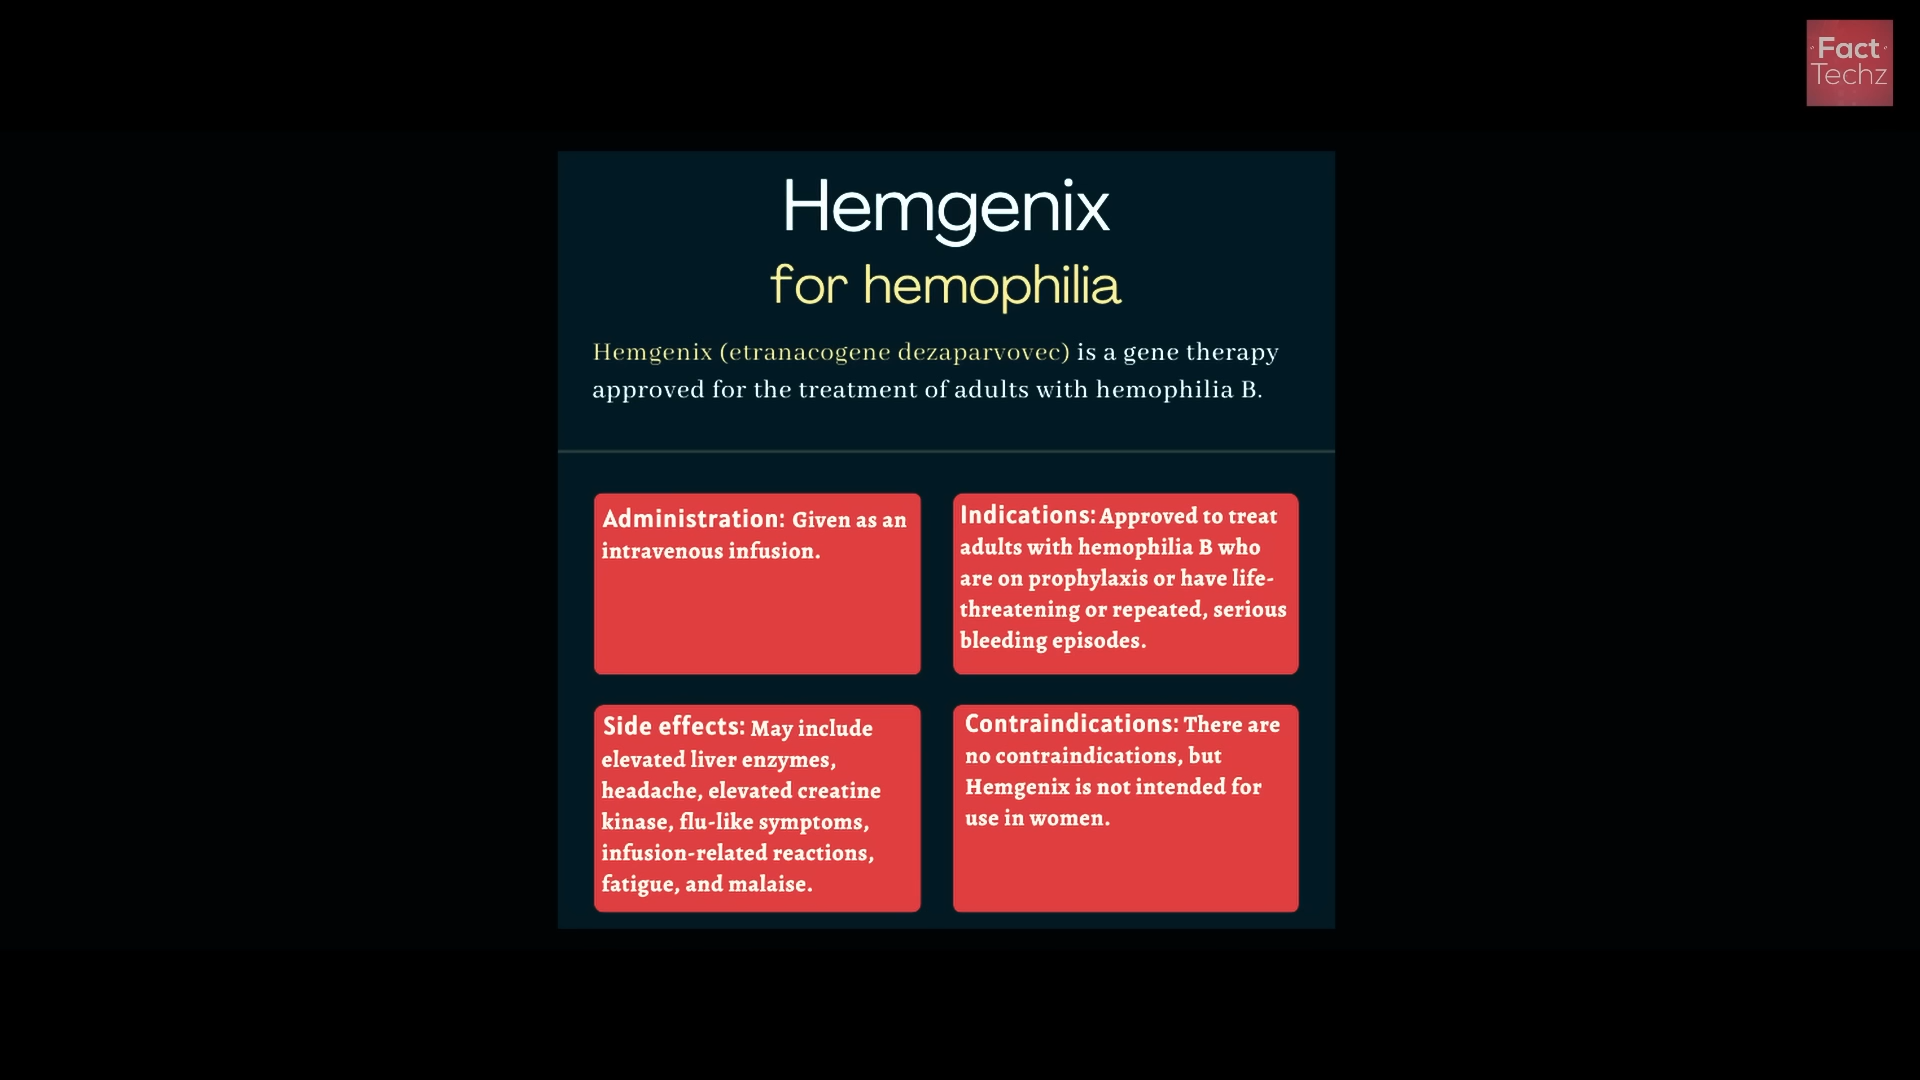 Fact
Techz
Hemgenix
for hemophilia
Hemgenix (etranacogene dezaparvovec) is a gene therapy
approved for the treatment of adults with hemophilia B.
Administration: Given as an
intravenous infusion.
Indications: Approved to treat
adults with hemophilia B who
are on prophylaxis or have life-
threatening or repeated, serious
bleeding episodes.
Side effects: May include
elevated liver enzymes,
headache, elevated creatine
kinase, flu-like symptoms,
infusion-related reactions,
fatigue, and malaise.
Contraindications: There are
no contraindications, but
Hemgenix is not intended for
use in women.